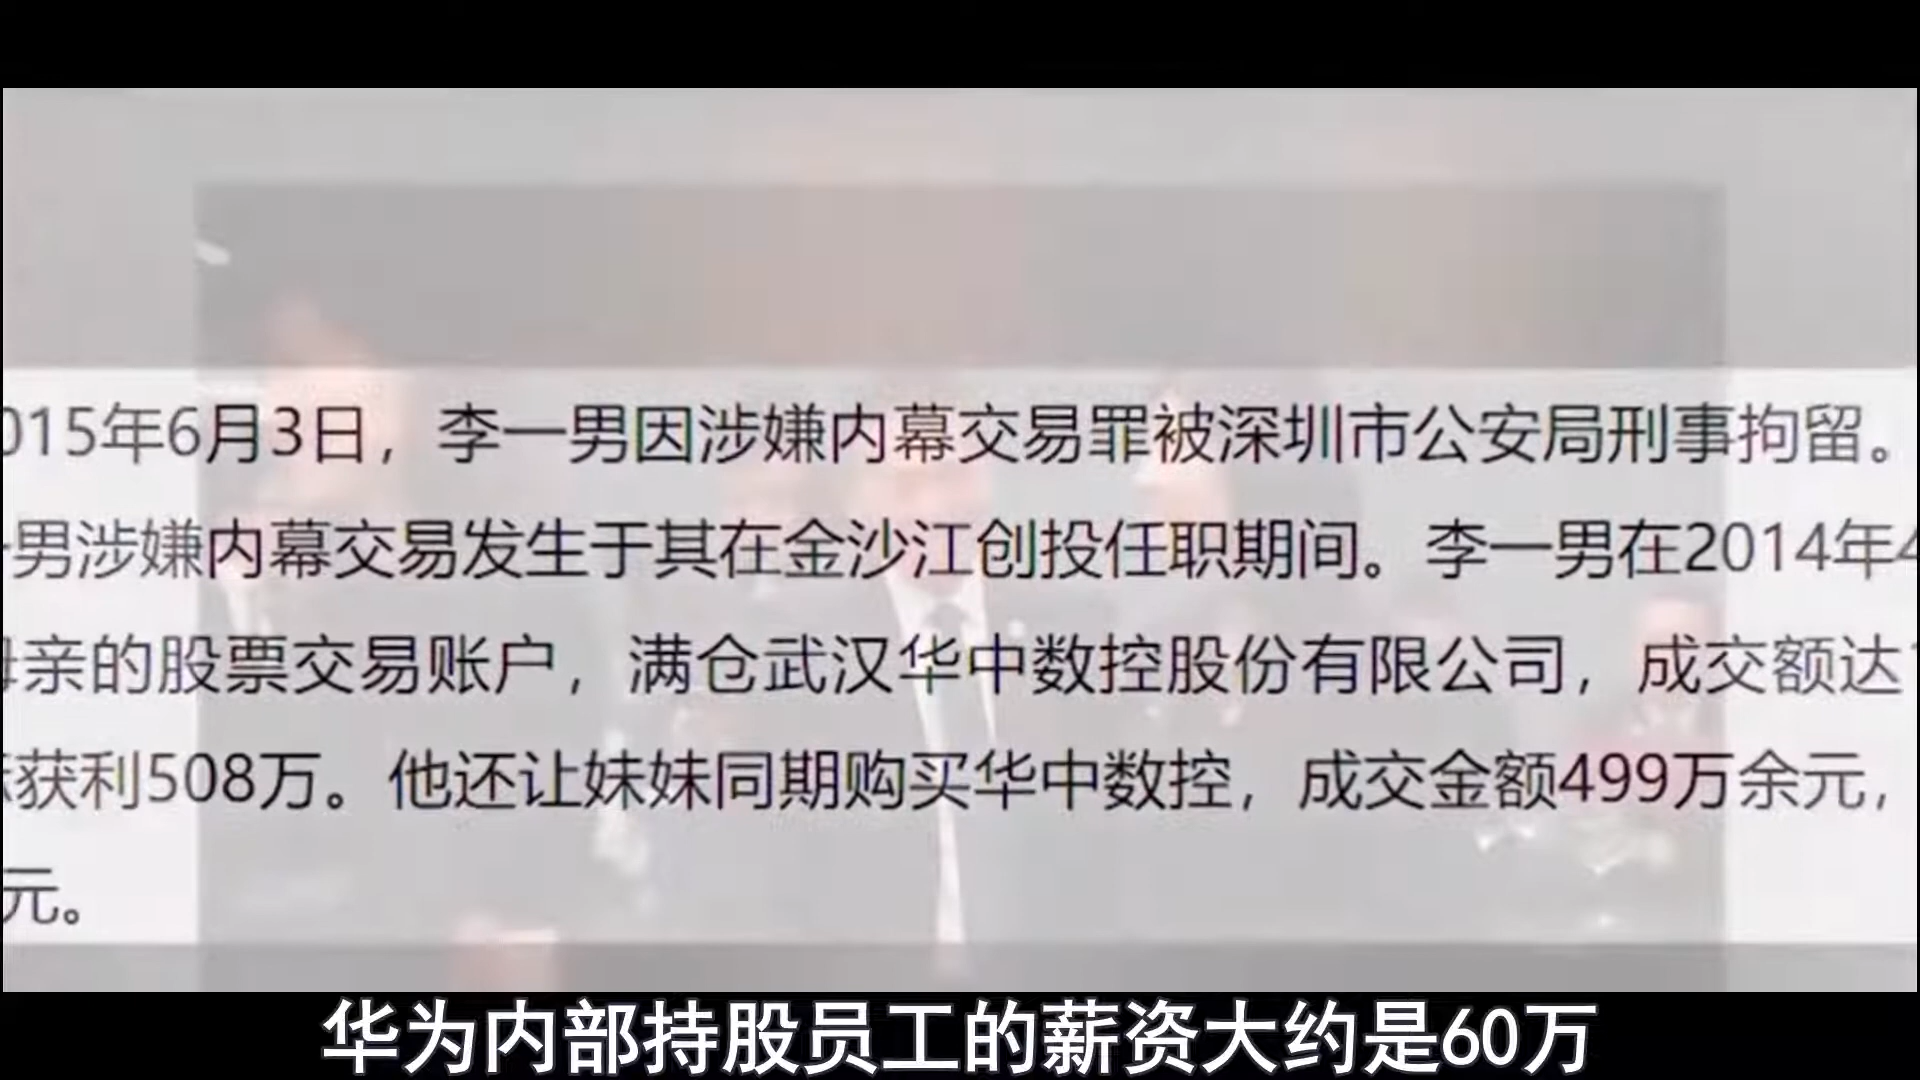 015年6月3日，李一男因涉嫌内幕交易罪被深圳市公安局刑事拘留。
一男涉嫌内幕交易发生于其在金沙江创投任职期间。李一男在2014年4
母亲的股票交易账户，满仓武汉华中数控股份有限公司，成交额达
获利508万。他还让妹妹同期购买华中数控，成交金额499万余元，
元。
华为内部持股员工的薪资大约是60万